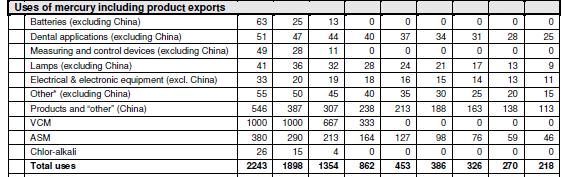 Uses of mercury including product exports
Batteries (excluding China) 63 25 13 0 0 0 0 0 0
Dental applications (excluding China) 51 47 44 40 37 34 31 28 25
Measuring and control devices (excluding China) 49 28 11 0 0 0 0 0 0
Lamps (excluding China) 41 36 32 28 24 21 17 13 9
Electrical & electronic equipment (excl. China) 33 20 19 18 16 15 14 13 11
Other* (excluding China) 55 50 45 40 35 30 25 20 15
Products and "other" (China) 546 387 307 238 213 188 163 138 113
VCM 1000 1000 667 333 0 0 0 0 0
ASM 380 290 213 164 127 98 76 59 46
Chlor-alkali 26 15 4 0 0 0 0 0 0
Total uses 2243 1898 1354 862 453 386 326 270 218